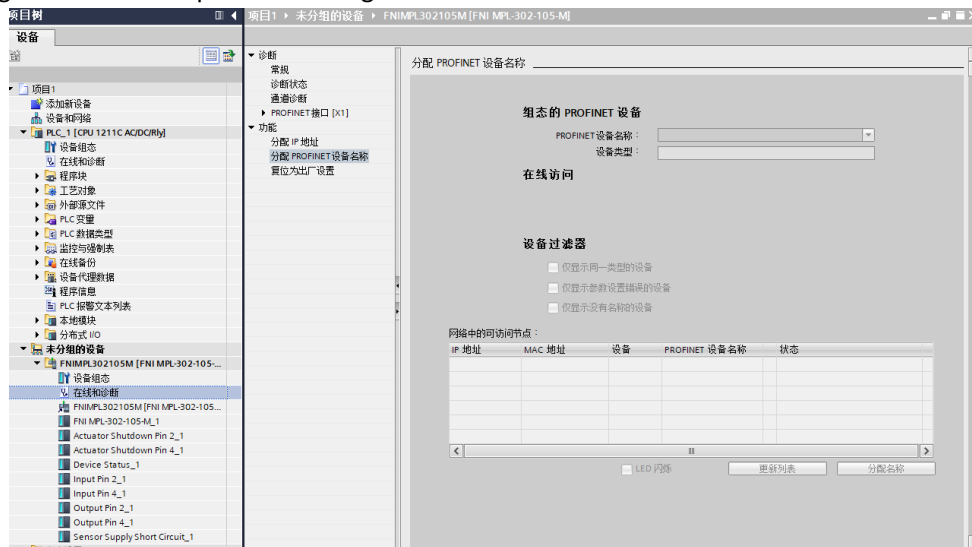 项目树
项目1 ▸ 未分组的设备 ▸ FNIMPL302105M [FNI MPL-302-105-M]
设备
项目1
添加新设备
设备和网络
PLC_1 [CPU 1211C AC/DC/Rly]
设备组态
在线和诊断
程序块
工艺对象
外部源文件
PLC 变量
PLC 数据类型
监控与强制表
在线备份
设备代理数据
程序信息
PLC 报警文本列表
本地模块
分布式 I/O
未分组的设备
FNIMPL302105M [FNI MPL-302-105-...
设备组态
在线和诊断
FNIMPL302105M [FNI MPL-302-105...
FNI MPL-302-105-M_1
Actuator Shutdown Pin 2_1
Actuator Shutdown Pin 4_1
Device Status_1
Input Pin 2_1
Input Pin 4_1
Output Pin 2_1
Output Pin 4_1
Sensor Supply Short Circuit_1
诊断
常规
诊断状态
通道诊断
PROFINET接口 [X1]
功能
分配 IP 地址
分配 PROFINET 设备名称
复位为出厂设置
分配 PROFINET 设备名称
组态的 PROFINET 设备
PROFINET设备名称：
设备类型：
在线访问
设备过滤器
仅显示同一类型的设备
仅显示参数设置错误的设备
仅显示没有名称的设备
网络中的可访问节点：
IP 地址 MAC 地址 设备 PROFINET 设备名称 状态
LED 闪烁 更新列表 分配名称